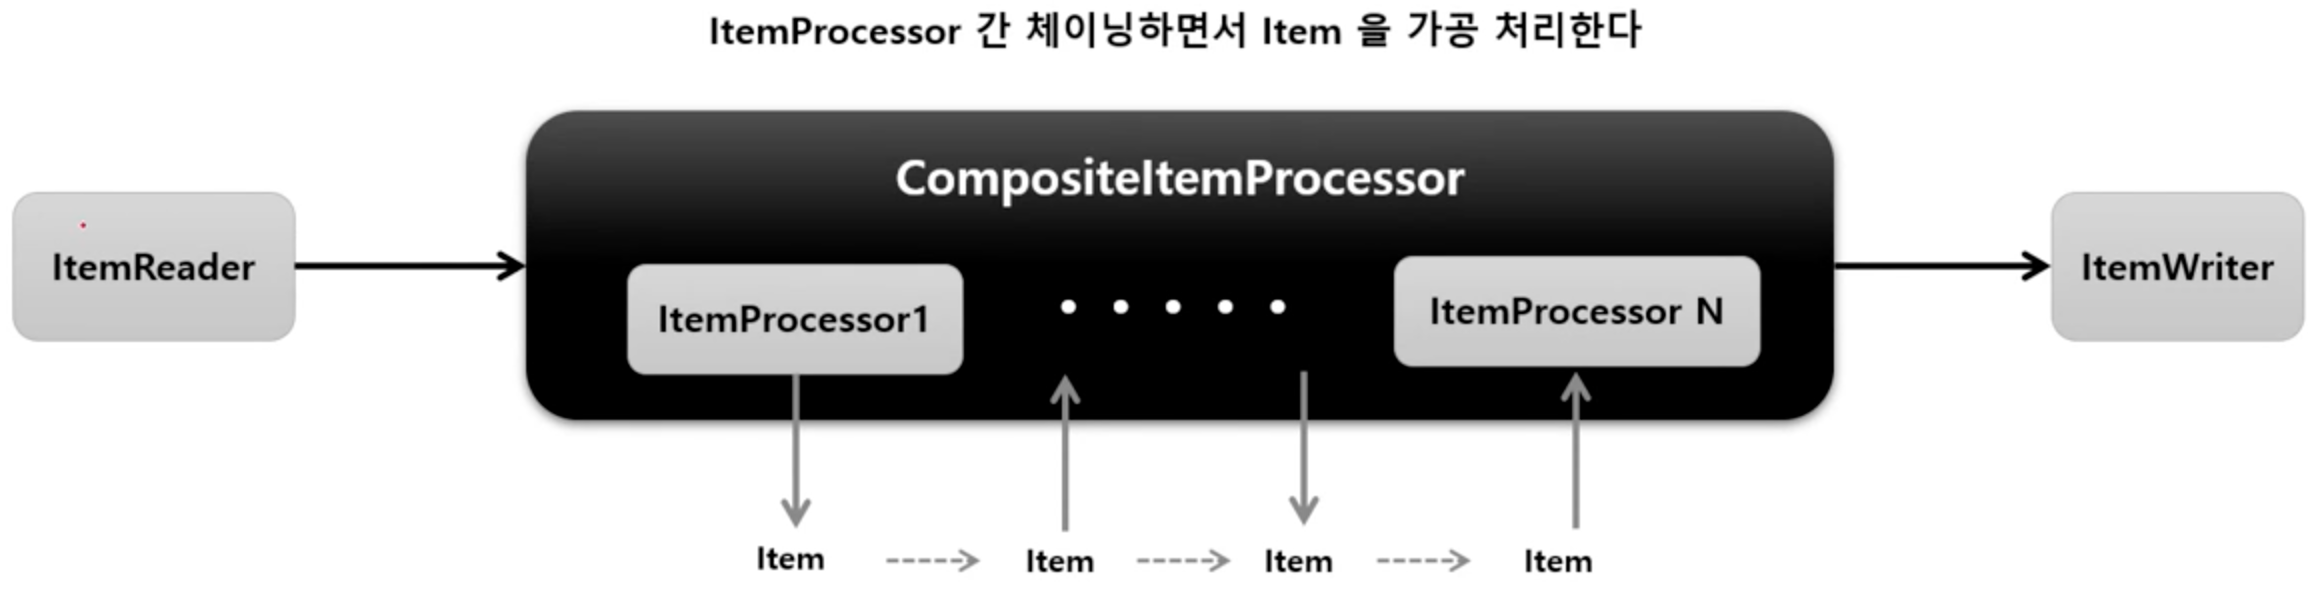 ItemProcessor 간 체이닝하면서 Item 을 가공 처리한다
CompositeItemProcessor
ItemReader
ItemProcessor1
ItemProcessor N
ItemWriter
Item
Item
Item
Item